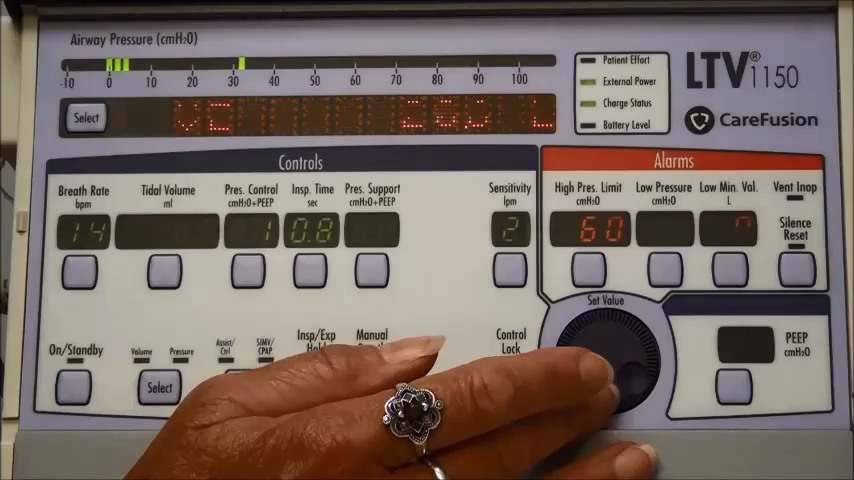 Airway Pressure (cmH₂O)
-10 0 10 20 30 40 50 60 70 80 90 100
Select
Patient Effort
External Power
Charge Status
Battery Level
LTV® 1150
CareFusion
Controls
Alarms
Breath Rate
bpm
Tidal Volume
ml
Pres. Control
cmH₂O+PEEP
Insp. Time
sec
Pres. Support
cmH₂O+PEEP
Sensitivity
lpm
High Pres. Limit
cmH₂O
Low Pressure
cmH₂O
Low Min. Vol.
L
Vent Inop
14
1
0.8
2
60
Silence
Reset
Set Value
On/Standby
Volume
Pressure
Select
Assist/
Ctrl
SIMV/
CPAP
Insp/Exp
Manual
Control
Lock
PEEP
cmH₂O